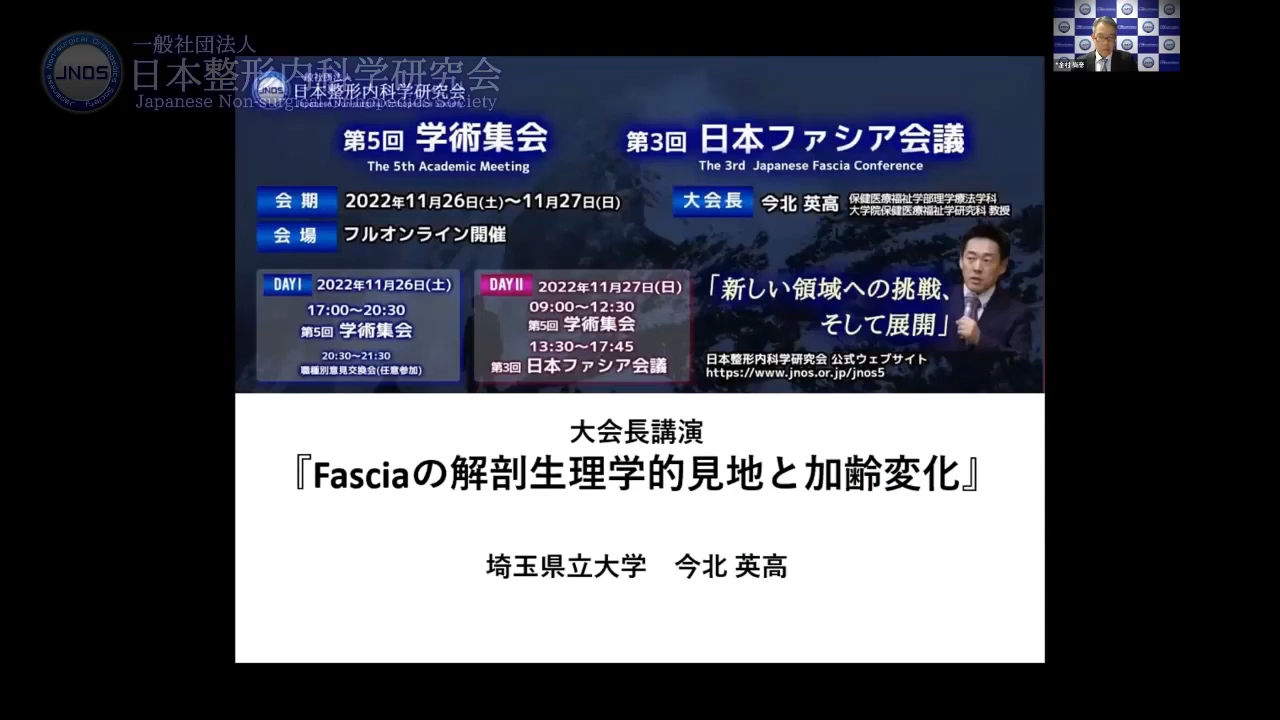 一般社団法人
日本整形内科学研究会
Japanese Non-surgical Orthopedics Society
JNOS
一般社団法人
日本整形内科学研究会
第5回 学術集会
The 5th Academic Meeting
第3回 日本ファシア会議
The 3rd Japanese Fascia Conference
会期 2022年11月26日(土)〜11月27日(日)
会場 フルオンライン開催
大会長 今北 英高 保健医療福祉学部理学療法学科
大学院保健医療福祉学研究科 教授
DAY I 2022年11月26日(土)
17:00〜20:30
第5回 学術集会
20:30〜21:30
職種別意見交換会(任意参加)
DAY II 2022年11月27日(日)
09:00〜12:30
第5回 学術集会
13:30〜17:45
第3回 日本ファシア会議
「新しい領域への挑戦、
そして展開」
日本整形内科学研究会 公式ウェブサイト
https://www.jnos.or.jp/jnos5
大会長講演
『Fasciaの解剖生理学的見地と加齢変化』
埼玉県立大学 今北 英高